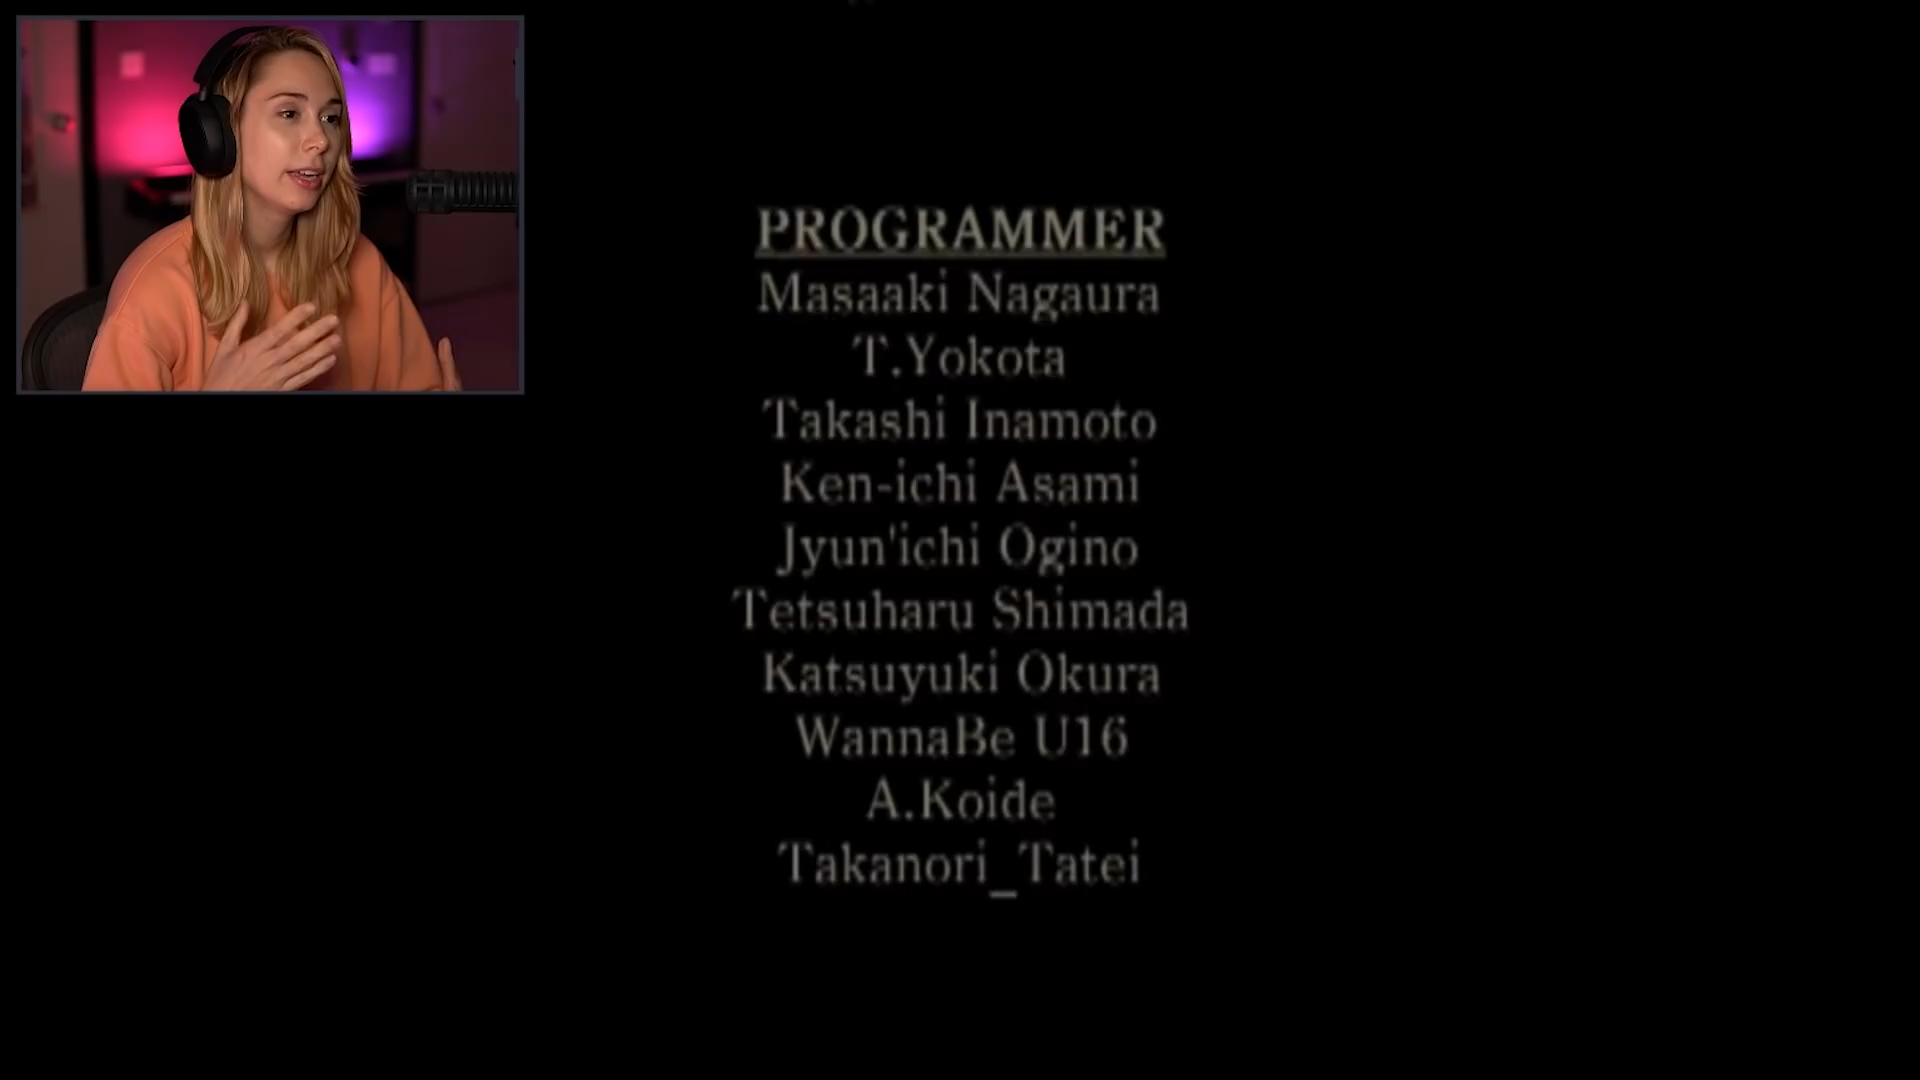 PROGRAMMER
Masaaki Nagaura
T.Yokota
Takashi Inamoto
Ken-ichi Asami
Jyun'ichi Ogino
Tetsuharu Shimada
Katsuyuki Okura
WannaBe U16
A.Koide
Takanori_Tatei